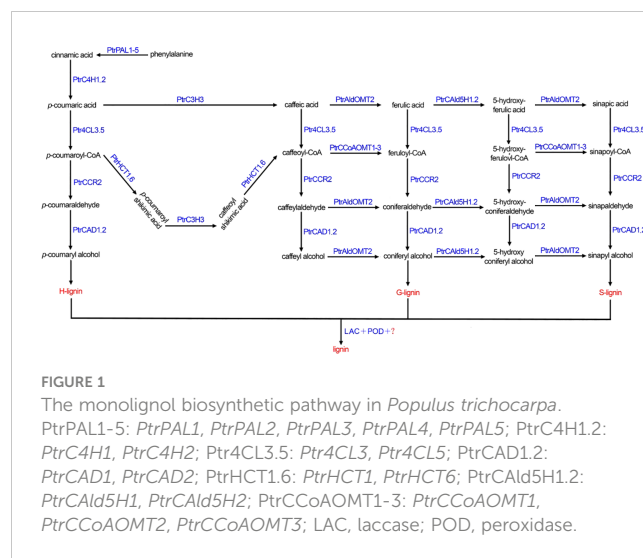 cinnamic acid PtrPAL1-5 phenylalanine
PtrC4H1.2
p-coumaric acid PtrC3H3 caffeic acid PtrAldOMT2 ferulic acid PtrCAld5H1.2 5-hydroxy-ferulic acid PtrAldOMT2 sinapic acid
Ptr4CL3.5 Ptr4CL3.5 Ptr4CL3.5 Ptr4CL3.5 Ptr4CL3.5
p-coumaroyl-CoA PtrHCT1.6 p-coumaroyl shikimic acid PtrC3H3 caffeoyl shikimic acid PtrHCT1.6 caffeoyl-CoA PtrCCoAOMT1-3 feruloyl-CoA 5-hydroxy-feruloyl-CoA PtrCCoAOMT1-3 sinapoyl-CoA
PtrCCR2 PtrCCR2 PtrCCR2 PtrCCR2 PtrCCR2
p-coumaraldehyde caffeylaldehyde PtrAldOMT2 coniferaldehyde PtrCAld5H1.2 5-hydroxy-coniferaldehyde PtrAldOMT2 sinapaldehyde
PtrCAD1.2 PtrCAD1.2 PtrCAD1.2 PtrCAD1.2 PtrCAD1.2
p-coumaryl alcohol caffeyl alcohol PtrAldOMT2 coniferyl alcohol PtrCAld5H1.2 5-hydroxy coniferyl alcohol PtrAldOMT2 sinapyl alcohol
H-lignin G-lignin S-lignin
LAC+POD+?
lignin
FIGURE 1
The monolignol biosynthetic pathway in Populus trichocarpa.
PtrPAL1-5: PtrPAL1, PtrPAL2, PtrPAL3, PtrPAL4, PtrPAL5; PtrC4H1.2:
PtrC4H1, PtrC4H2; Ptr4CL3.5: Ptr4CL3, Ptr4CL5; PtrCAD1.2:
PtrCAD1, PtrCAD2; PtrHCT1.6: PtrHCT1, PtrHCT6; PtrCAld5H1.2:
PtrCAld5H1, PtrCAld5H2; PtrCCoAOMT1-3: PtrCCoAOMT1,
PtrCCoAOMT2, PtrCCoAOMT3; LAC, laccase; POD, peroxidase.